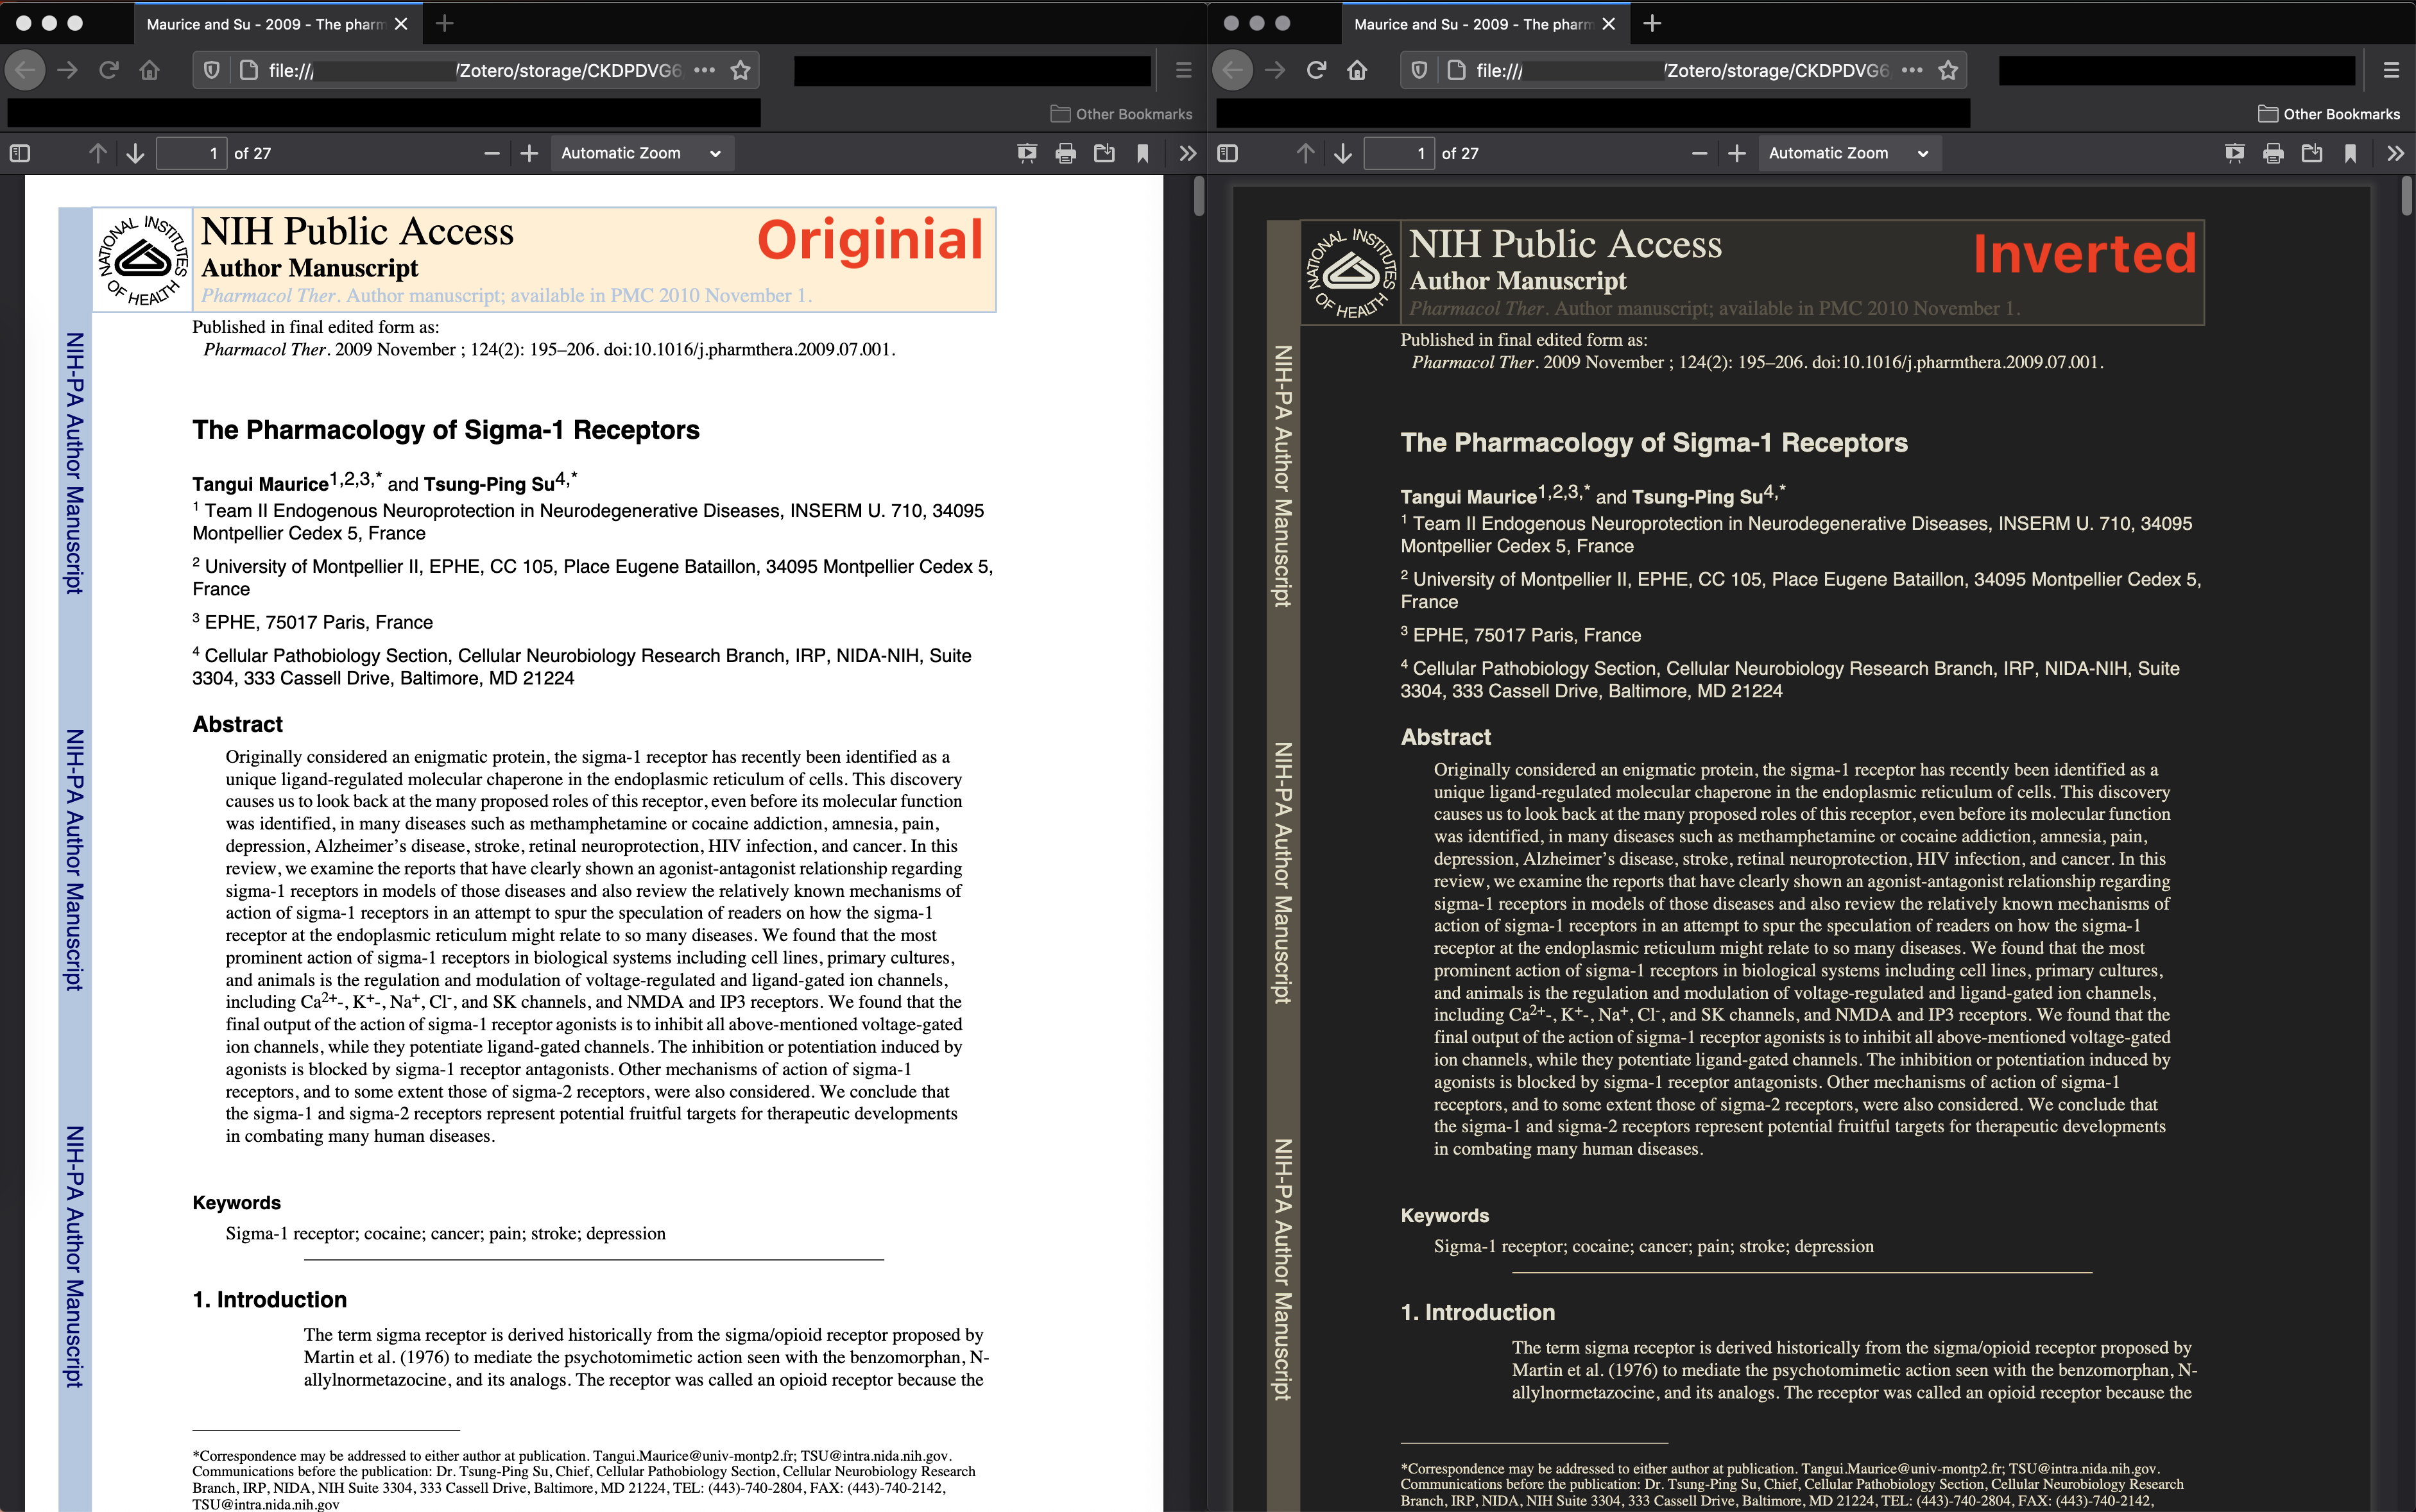 Maurice and Su - 2009 - The pharm
file:///
/Zotero/storage/CKDPDVG6
Other Bookmarks
1 of 27
Automatic Zoom
NATIONAL INSTITUTES OF HEALTH
NIH Public Access
Originial
Author Manuscript
Pharmacol Ther. Author manuscript; available in PMC 2010 November 1.
NIH-PA Author Manuscript
NIH-PA Author Manuscript
NIH-PA Author Manuscript
Published in final edited form as:
Pharmacol Ther. 2009 November ; 124(2): 195–206. doi:10.1016/j.pharmthera.2009.07.001.
The Pharmacology of Sigma-1 Receptors
Tangui Maurice1,2,3,* and Tsung-Ping Su4,*
1 Team II Endogenous Neuroprotection in Neurodegenerative Diseases, INSERM U. 710, 34095
Montpellier Cedex 5, France
2 University of Montpellier II, EPHE, CC 105, Place Eugene Bataillon, 34095 Montpellier Cedex 5,
France
3 EPHE, 75017 Paris, France
4 Cellular Pathobiology Section, Cellular Neurobiology Research Branch, IRP, NIDA-NIH, Suite
3304, 333 Cassell Drive, Baltimore, MD 21224
Abstract
Originally considered an enigmatic protein, the sigma-1 receptor has recently been identified as a
unique ligand-regulated molecular chaperone in the endoplasmic reticulum of cells. This discovery
causes us to look back at the many proposed roles of this receptor, even before its molecular function
was identified, in many diseases such as methamphetamine or cocaine addiction, amnesia, pain,
depression, Alzheimer's disease, stroke, retinal neuroprotection, HIV infection, and cancer. In this
review, we examine the reports that have clearly shown an agonist-antagonist relationship regarding
sigma-1 receptors in models of those diseases and also review the relatively known mechanisms of
action of sigma-1 receptors in an attempt to spur the speculation of readers on how the sigma-1
receptor at the endoplasmic reticulum might relate to so many diseases. We found that the most
prominent action of sigma-1 receptors in biological systems including cell lines, primary cultures,
and animals is the regulation and modulation of voltage-regulated and ligand-gated ion channels,
including Ca2+-, K+-, Na+, Cl-, and SK channels, and NMDA and IP3 receptors. We found that the
final output of the action of sigma-1 receptor agonists is to inhibit all above-mentioned voltage-gated
ion channels, while they potentiate ligand-gated channels. The inhibition or potentiation induced by
agonists is blocked by sigma-1 receptor antagonists. Other mechanisms of action of sigma-1
receptors, and to some extent those of sigma-2 receptors, were also considered. We conclude that
the sigma-1 and sigma-2 receptors represent potential fruitful targets for therapeutic developments
in combating many human diseases.
Keywords
Sigma-1 receptor; cocaine; cancer; pain; stroke; depression
1. Introduction
The term sigma receptor is derived historically from the sigma/opioid receptor proposed by
Martin et al. (1976) to mediate the psychotomimetic action seen with the benzomorphan, N-
allylnormetazocine, and its analogs. The receptor was called an opioid receptor because the
*Correspondence may be addressed to either author at publication. Tangui.Maurice@univ-montp2.fr; TSU@intra.nida.nih.gov.
Communications before the publication: Dr. Tsung-Ping Su, Chief, Cellular Pathobiology Section, Cellular Neurobiology Research
Branch, IRP, NIDA, NIH Suite 3304, 333 Cassell Drive, Baltimore, MD 21224, TEL: (443)-740-2804, FAX: (443)-740-2142,
TSU@intra.nida.nih.gov
Maurice and Su - 2009 - The pharm
file:///
/Zotero/storage/CKDPDVG6
Other Bookmarks
1 of 27
Automatic Zoom
NATIONAL INSTITUTES OF HEALTH
NIH Public Access
Inverted
Author Manuscript
Pharmacol Ther. Author manuscript; available in PMC 2010 November 1.
NIH-PA Author Manuscript
NIH-PA Author Manuscript
NIH-PA Author Manuscript
Published in final edited form as:
Pharmacol Ther. 2009 November ; 124(2): 195–206. doi:10.1016/j.pharmthera.2009.07.001.
The Pharmacology of Sigma-1 Receptors
Tangui Maurice1,2,3,* and Tsung-Ping Su4,*
1 Team II Endogenous Neuroprotection in Neurodegenerative Diseases, INSERM U. 710, 34095
Montpellier Cedex 5, France
2 University of Montpellier II, EPHE, CC 105, Place Eugene Bataillon, 34095 Montpellier Cedex 5,
France
3 EPHE, 75017 Paris, France
4 Cellular Pathobiology Section, Cellular Neurobiology Research Branch, IRP, NIDA-NIH, Suite
3304, 333 Cassell Drive, Baltimore, MD 21224
Abstract
Originally considered an enigmatic protein, the sigma-1 receptor has recently been identified as a
unique ligand-regulated molecular chaperone in the endoplasmic reticulum of cells. This discovery
causes us to look back at the many proposed roles of this receptor, even before its molecular function
was identified, in many diseases such as methamphetamine or cocaine addiction, amnesia, pain,
depression, Alzheimer's disease, stroke, retinal neuroprotection, HIV infection, and cancer. In this
review, we examine the reports that have clearly shown an agonist-antagonist relationship regarding
sigma-1 receptors in models of those diseases and also review the relatively known mechanisms of
action of sigma-1 receptors in an attempt to spur the speculation of readers on how the sigma-1
receptor at the endoplasmic reticulum might relate to so many diseases. We found that the most
prominent action of sigma-1 receptors in biological systems including cell lines, primary cultures,
and animals is the regulation and modulation of voltage-regulated and ligand-gated ion channels,
including Ca2+-, K+-, Na+, Cl-, and SK channels, and NMDA and IP3 receptors. We found that the
final output of the action of sigma-1 receptor agonists is to inhibit all above-mentioned voltage-gated
ion channels, while they potentiate ligand-gated channels. The inhibition or potentiation induced by
agonists is blocked by sigma-1 receptor antagonists. Other mechanisms of action of sigma-1
receptors, and to some extent those of sigma-2 receptors, were also considered. We conclude that
the sigma-1 and sigma-2 receptors represent potential fruitful targets for therapeutic developments
in combating many human diseases.
Keywords
Sigma-1 receptor; cocaine; cancer; pain; stroke; depression
1. Introduction
The term sigma receptor is derived historically from the sigma/opioid receptor proposed by
Martin et al. (1976) to mediate the psychotomimetic action seen with the benzomorphan, N-
allylnormetazocine, and its analogs. The receptor was called an opioid receptor because the
*Correspondence may be addressed to either author at publication. Tangui.Maurice@univ-montp2.fr; TSU@intra.nida.nih.gov.
Communications before the publication: Dr. Tsung-Ping Su, Chief, Cellular Pathobiology Section, Cellular Neurobiology Research
Branch, IRP, NIDA, NIH Suite 3304, 333 Cassell Drive, Baltimore, MD 21224, TEL: (443)-740-2804, FAX: (443)-740-2142,